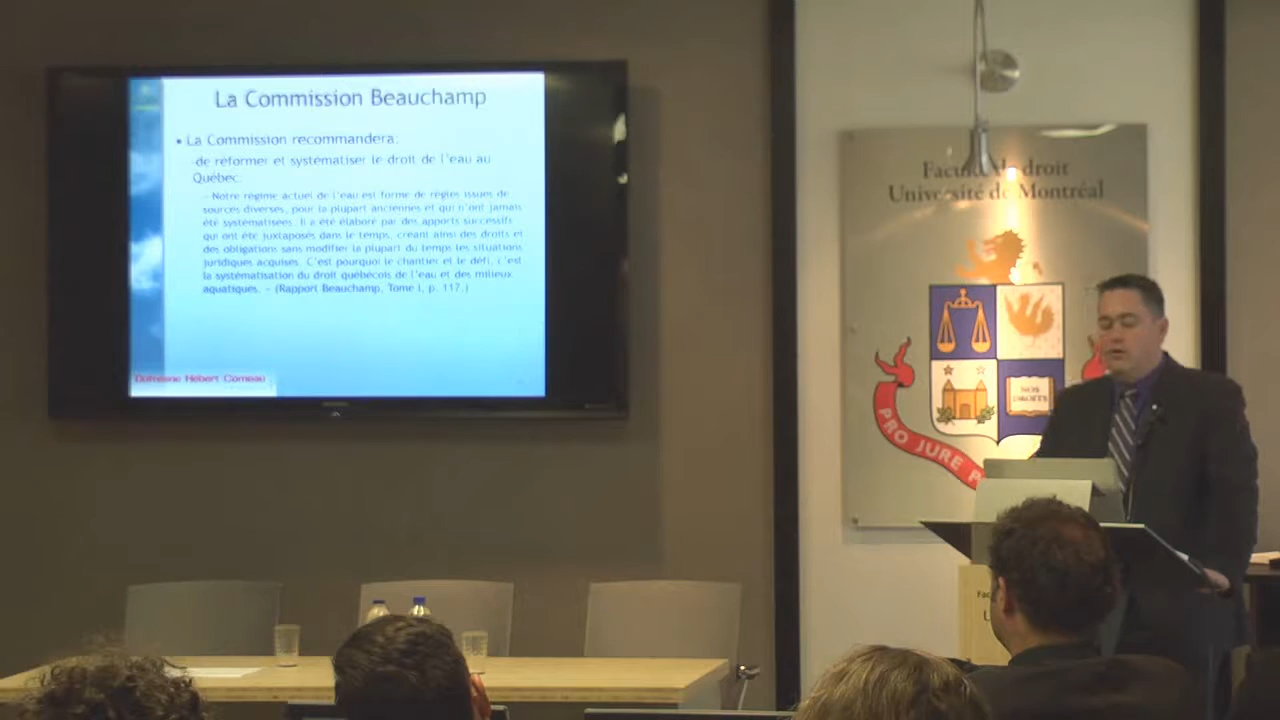 La Commission Beauchamp
• La Commission recommandera:
-de réformer et systématiser le droit de l'eau au
Québec:
- Notre régime actuel de l'eau est formé de règles issues de
sources diverses, pour la plupart anciennes et qui n'ont jamais
été systématisées. Il a été élaboré par des apports successifs
qui ont été juxtaposés dans le temps, créant ainsi des droits et
des obligations sans modifier la plupart du temps les situations
juridiques acquises. C'est pourquoi le chantier et le défi, c'est
la systématisation du droit québécois de l'eau et des milieux
aquatiques. - (Rapport Beauchamp, Tome I, p. 117.)
Dufresne Hébert Comeau
Faculté de droit
Université de Montréal
NOS
DROITS
PRO JURE
Fac
U